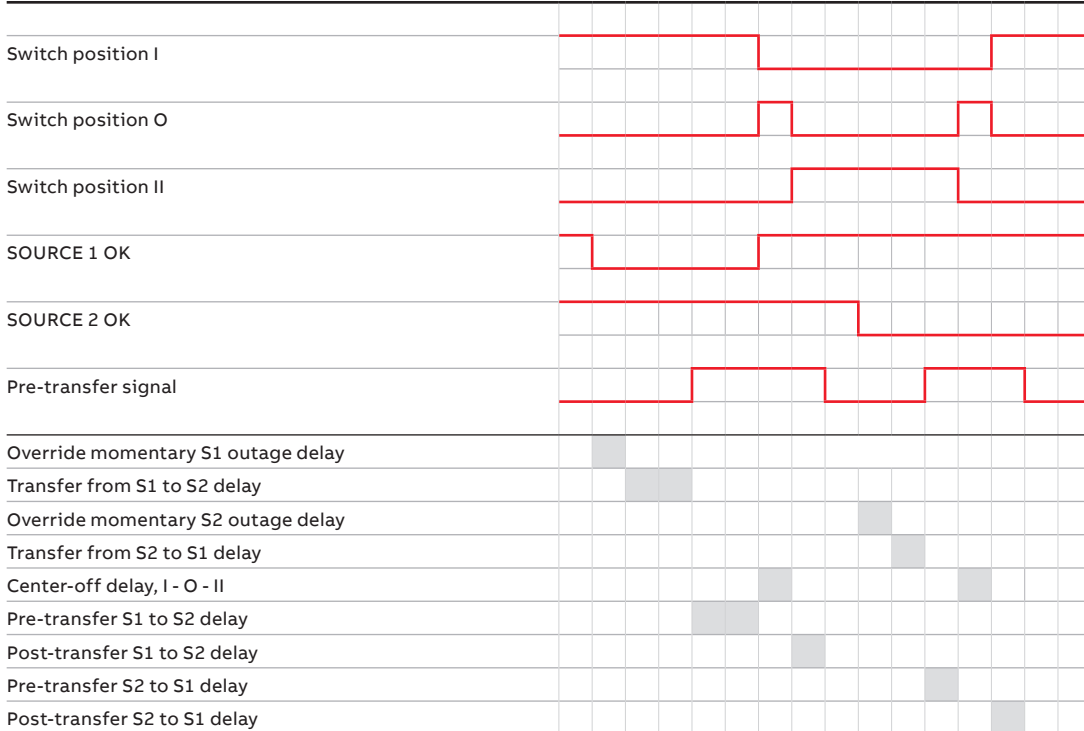 Switch position I
Switch position O
Switch position II
SOURCE 1 OK
SOURCE 2 OK
Pre-transfer signal
Override momentary S1 outage delay
Transfer from S1 to S2 delay
Override momentary S2 outage delay
Transfer from S2 to S1 delay
Center-off delay, I - O - II
Pre-transfer S1 to S2 delay
Post-transfer S1 to S2 delay
Pre-transfer S2 to S1 delay
Post-transfer S2 to S1 delay